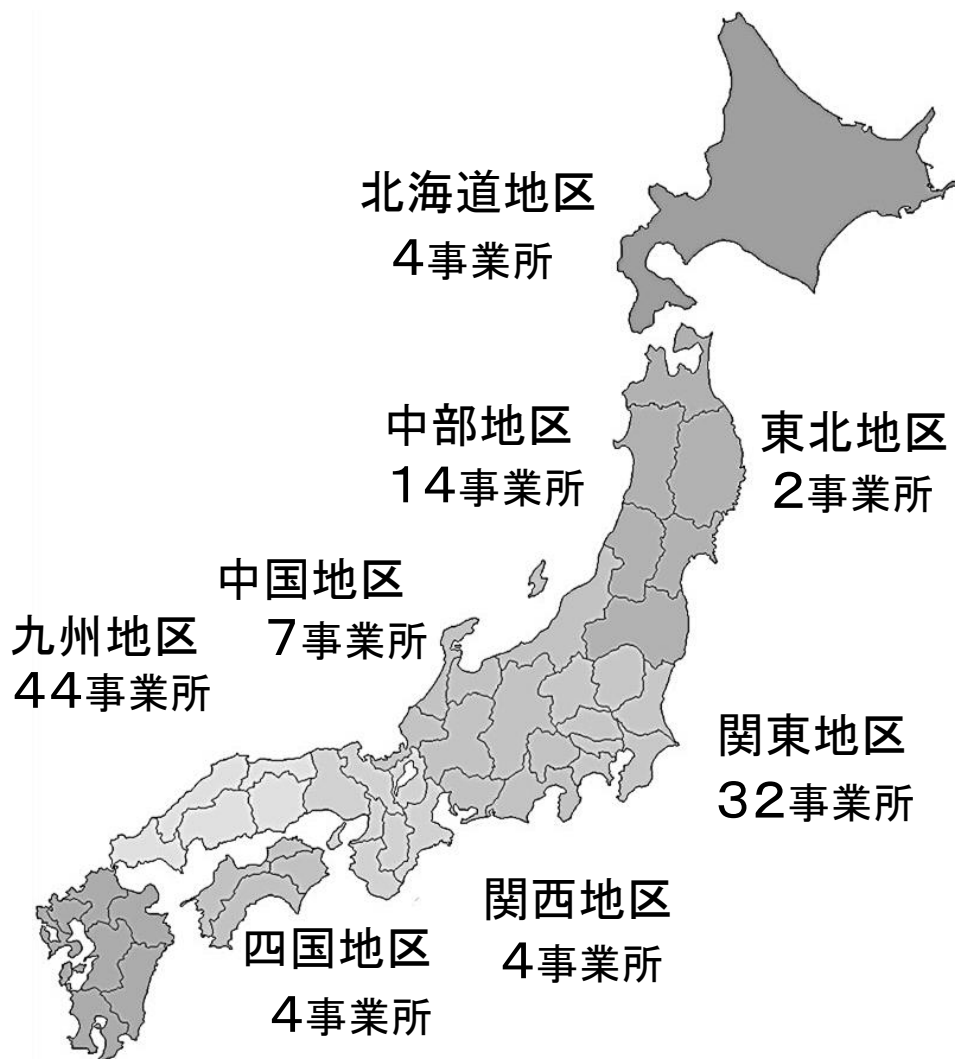 北海道地区
4事業所
中部地区
14事業所
東北地区
2事業所
中国地区
7事業所
九州地区
44事業所
関東地区
32事業所
関西地区
4事業所
四国地区
4事業所